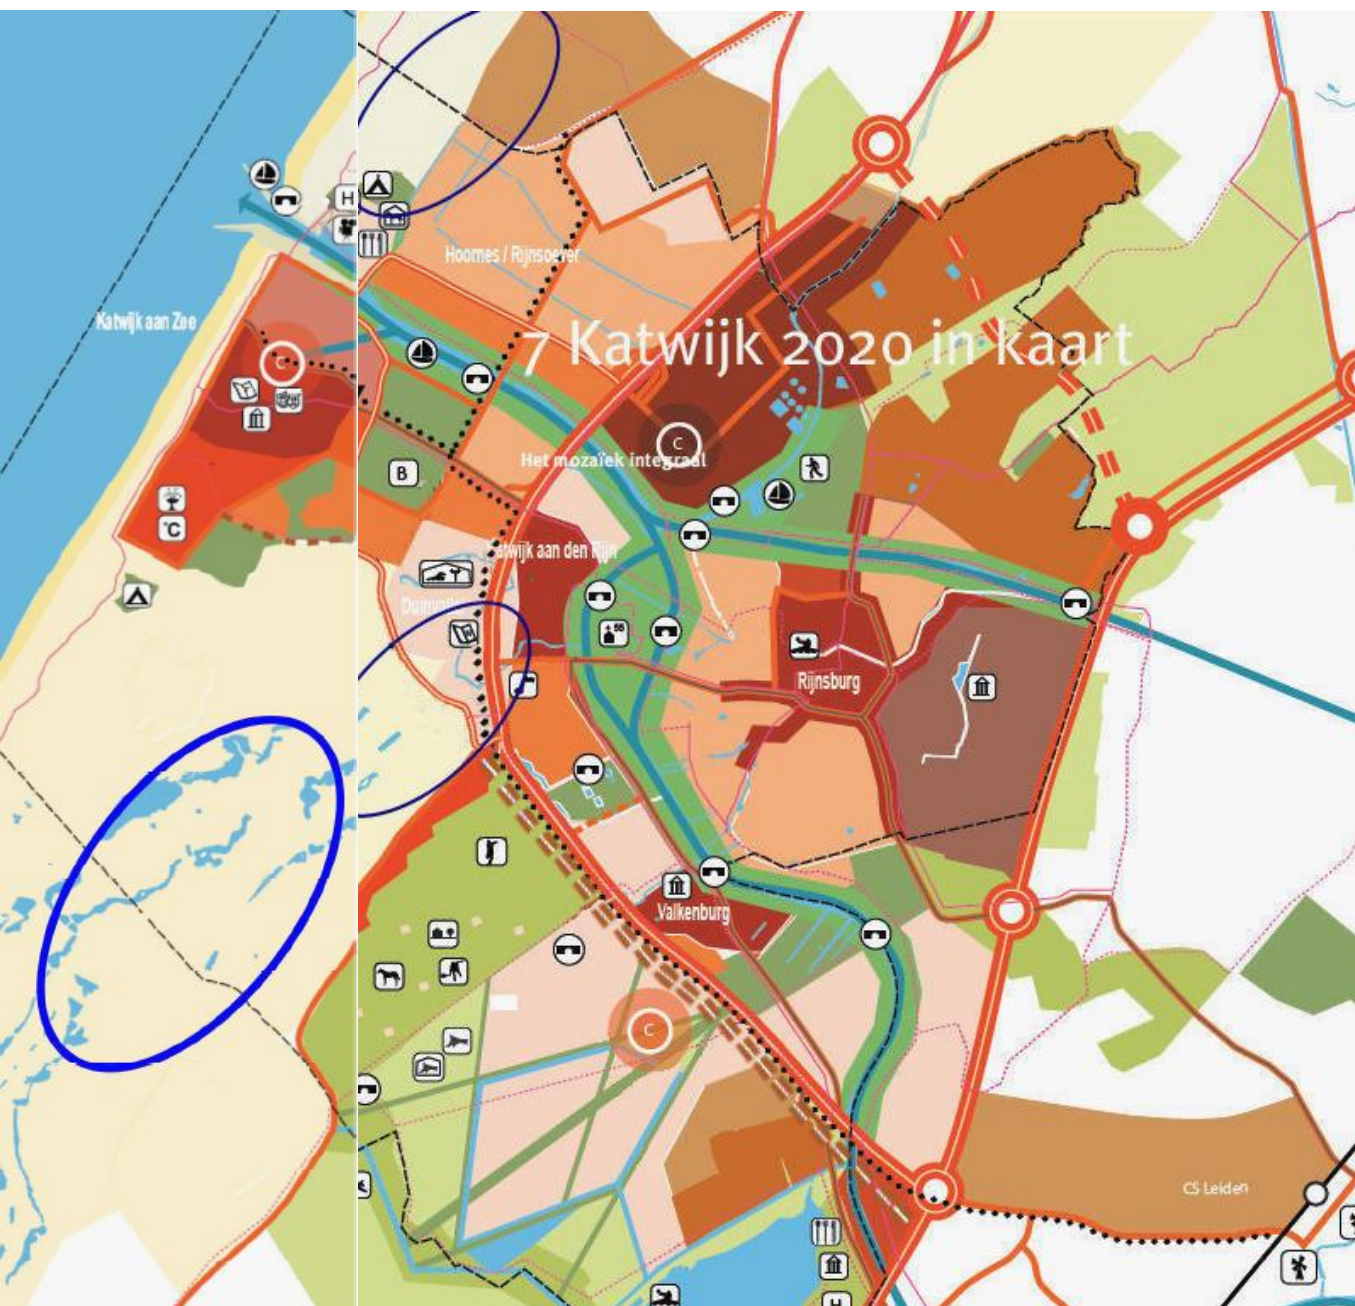 H
Hoornes / Rijnsoever
Katwijk aan Zee
7 Katwijk 2020 in kaart
C
C
Het mozaïek integraal
B
°C
Katwijk aan den Rijn
55
Rijnsburg
Valkenburg
C
CS Leiden
H